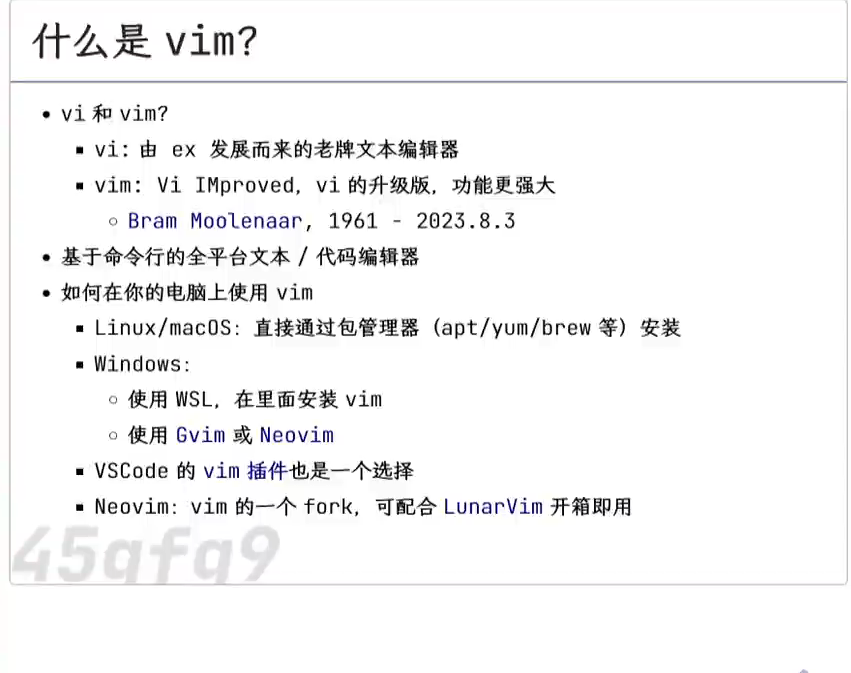 什么是 vim?
• vi 和 vim?
▪ vi: 由 ex 发展而来的老牌文本编辑器
▪ vim: Vi IMproved, vi 的升级版, 功能更强大
○ Bram Moolenaar, 1961 - 2023.8.3
• 基于命令行的全平台文本 / 代码编辑器
• 如何在你的电脑上使用 vim
▪ Linux/macOS: 直接通过包管理器 (apt/yum/brew 等) 安装
▪ Windows:
○ 使用 WSL, 在里面安装 vim
○ 使用 Gvim 或 Neovim
▪ VSCode 的 vim 插件也是一个选择
▪ Neovim: vim 的一个 fork, 可配合 LunarVim 开箱即用
45gfg9